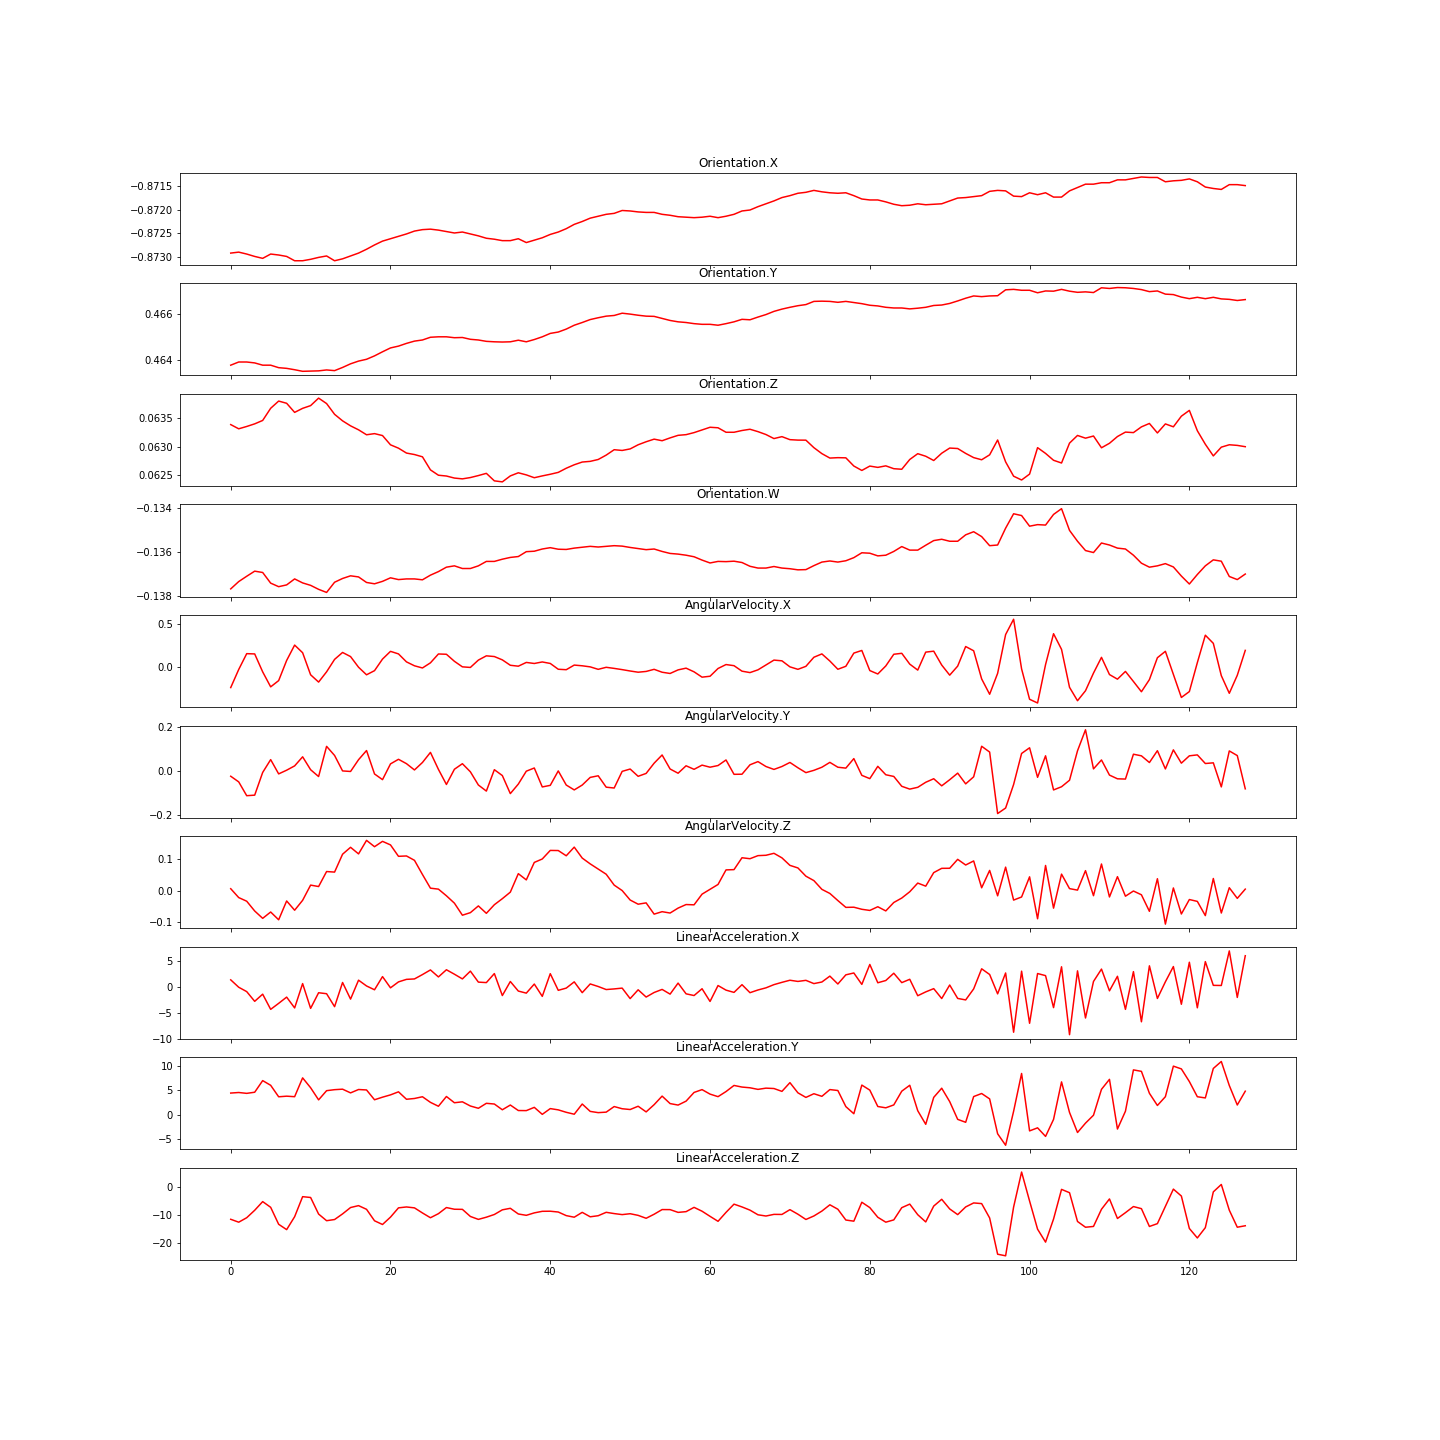 Orientation.X
−0.8715
−0.8720
−0.8725
−0.8730
Orientation.Y
0.466
0.464
Orientation.Z
0.0635
0.0630
0.0625
Orientation.W
−0.134
−0.136
−0.138
AngularVelocity.X
0.5
0.0
AngularVelocity.Y
0.2
0.0
−0.2
AngularVelocity.Z
0.1
0.0
−0.1
LinearAcceleration.X
5
0
−5
−10
LinearAcceleration.Y
10
5
0
−5
LinearAcceleration.Z
0
−10
−20
0 20 40 60 80 100 120